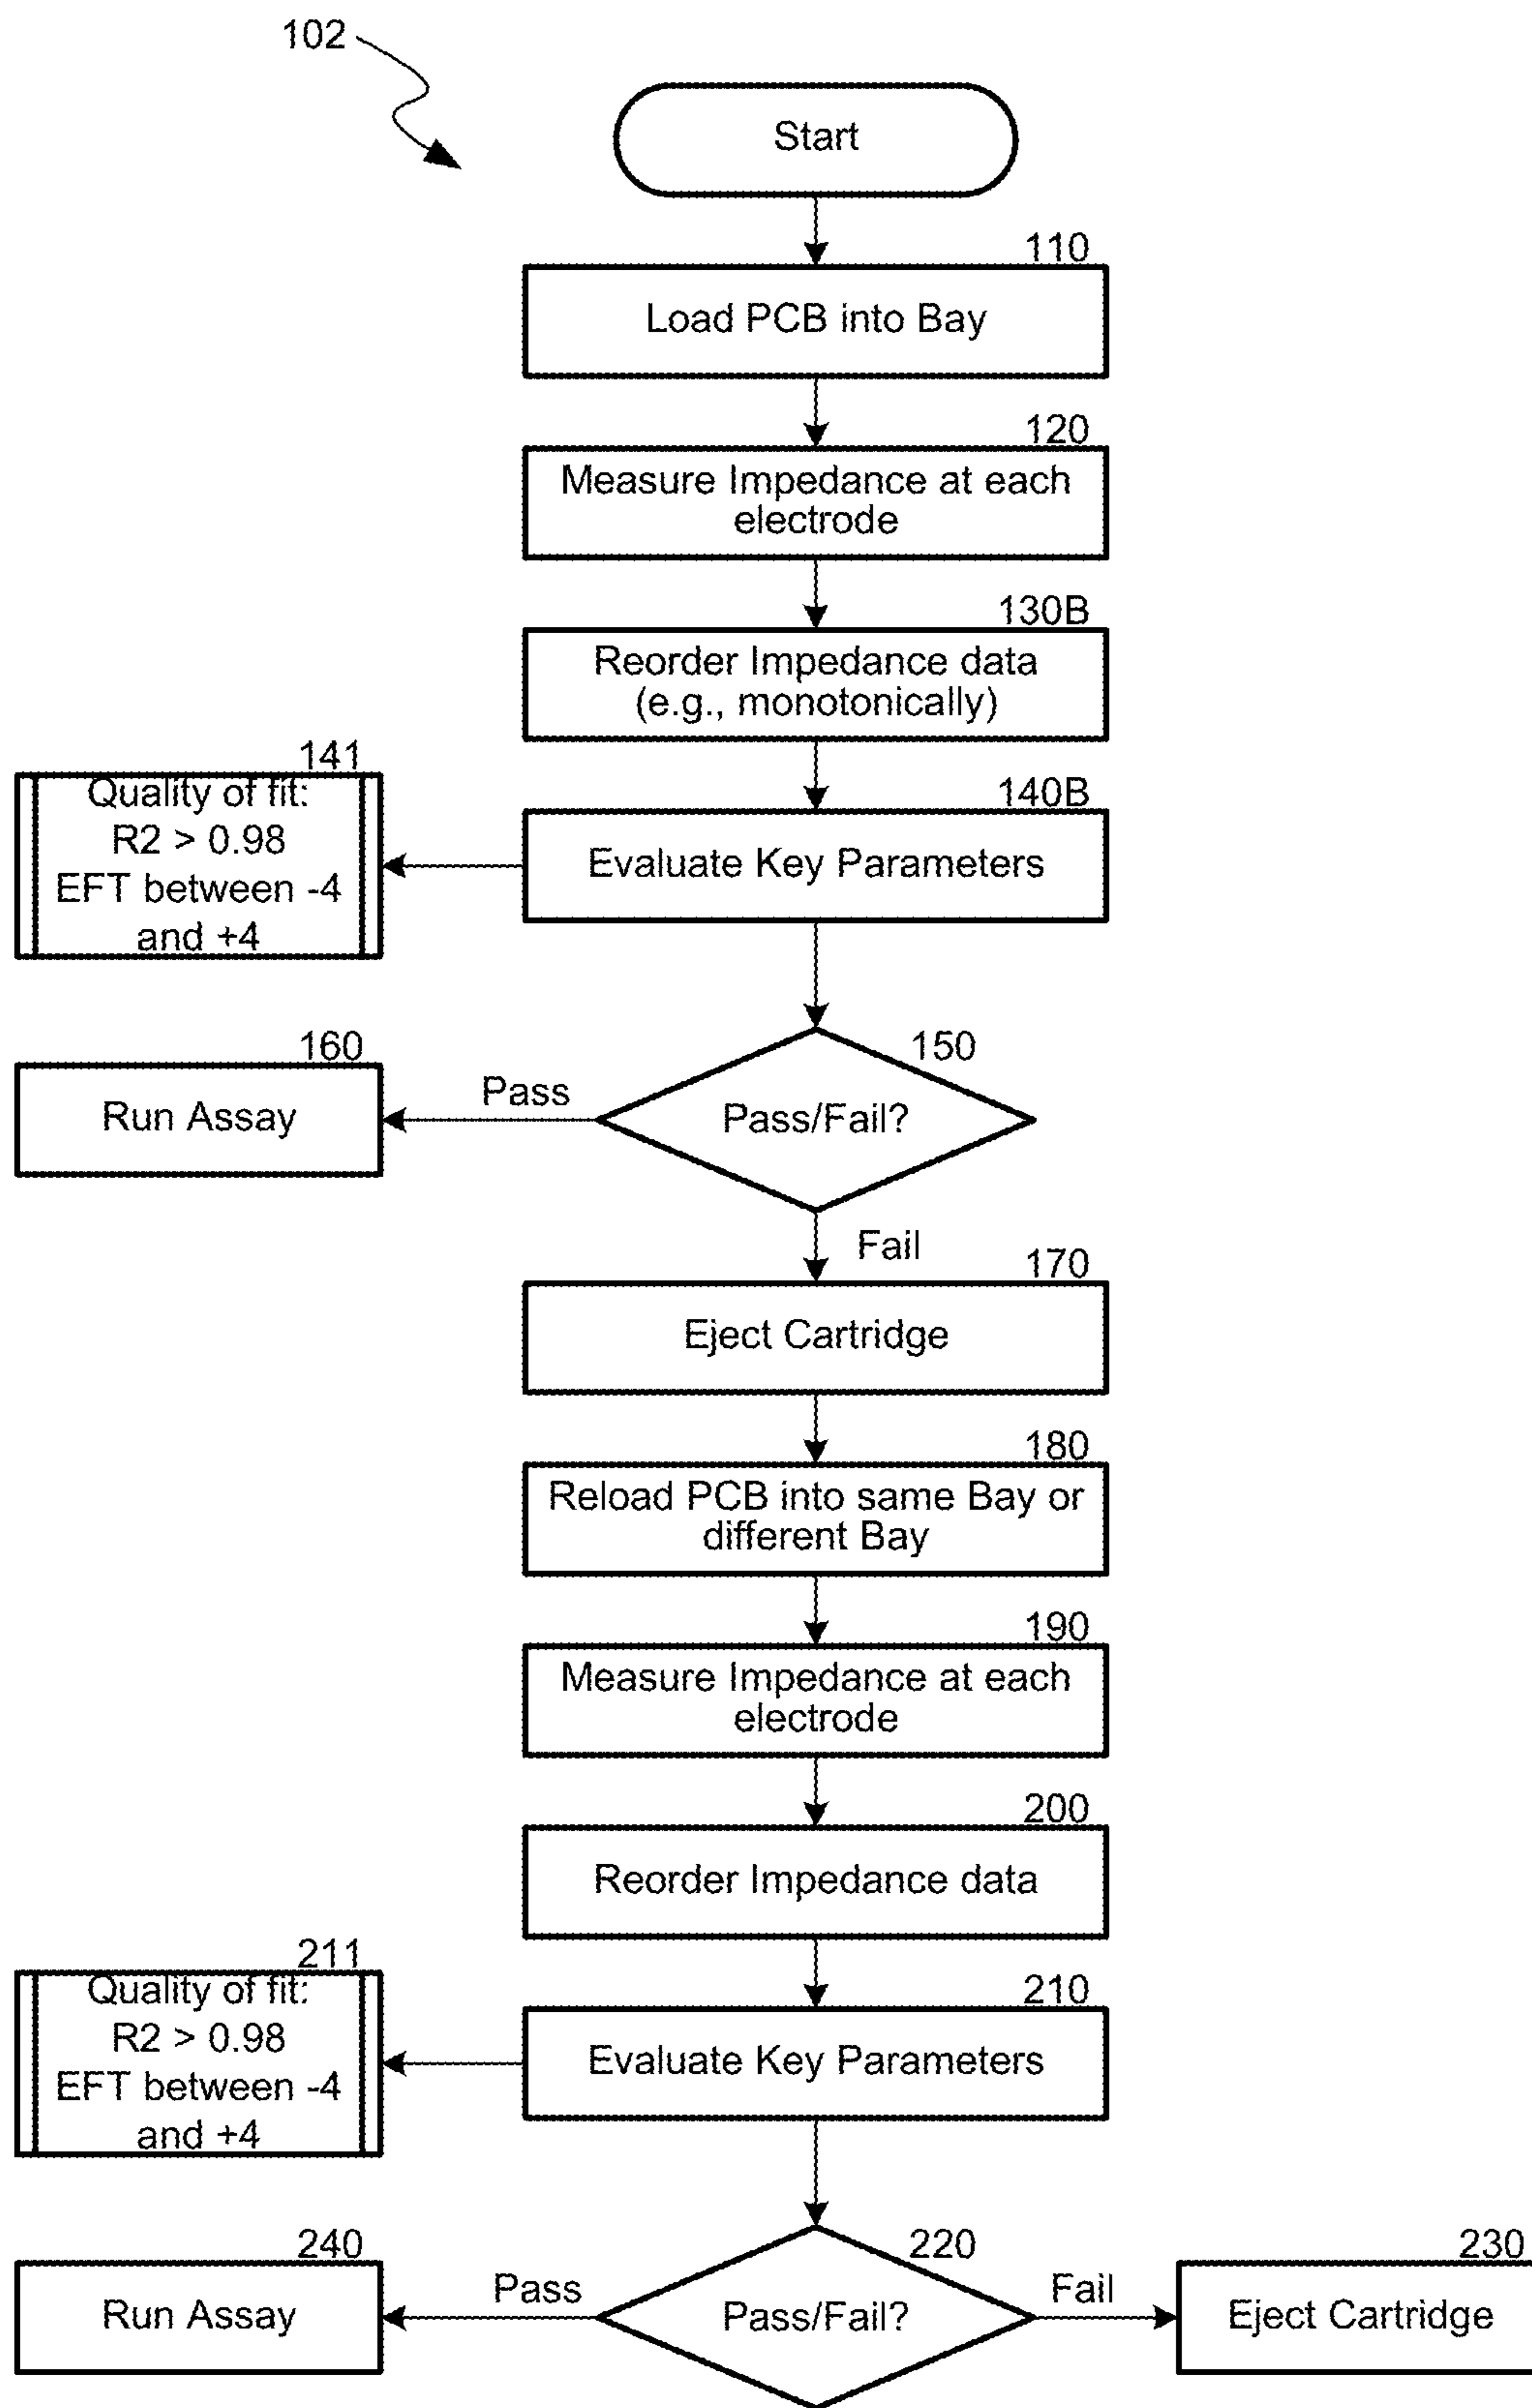 102
Start
110
Load PCB into Bay
120
Measure Impedance at each
electrode
130B
Reorder Impedance data
(e.g., monotonically)
141
Quality of fit:
R2 > 0.98
EFT between -4
and +4
140B
Evaluate Key Parameters
150
Pass/Fail?
Pass
160
Run Assay
Fail
170
Eject Cartridge
180
Reload PCB into same Bay or
different Bay
190
Measure Impedance at each
electrode
200
Reorder Impedance data
211
Quality of fit:
R2 > 0.98
EFT between -4
and +4
210
Evaluate Key Parameters
220
Pass/Fail?
Pass
240
Run Assay
Fail
230
Eject Cartridge